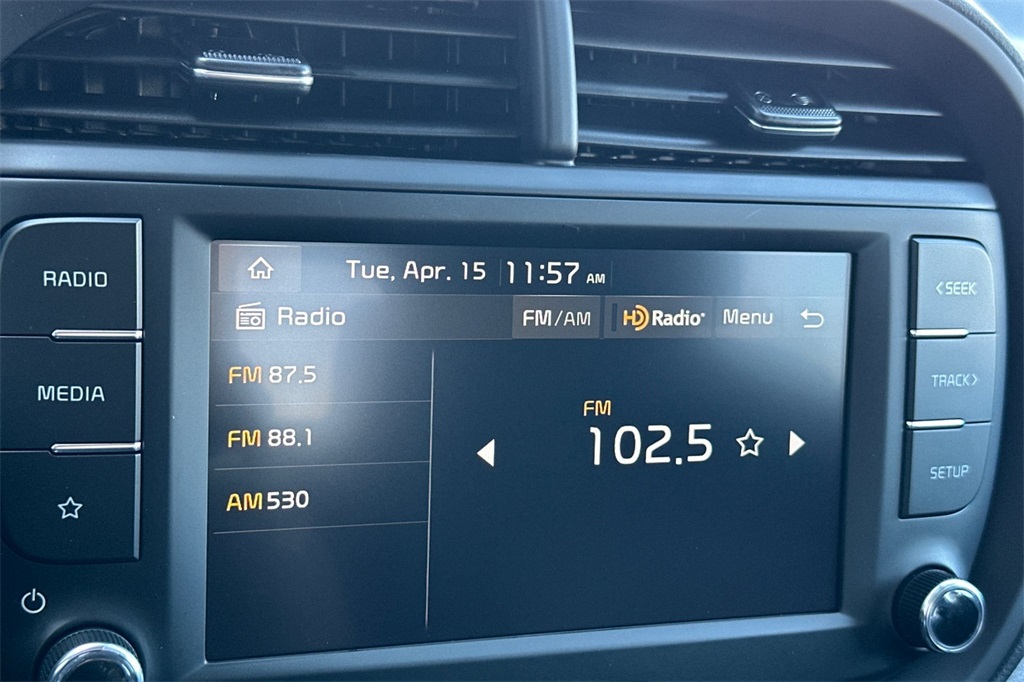 RADIO
MEDIA
Tue, Apr. 15 11:57 AM
Radio FM/AM HD Radio Menu
FM 87.5
FM 88.1
AM 530
FM
102.5
<SEEK
TRACK>
SETUP